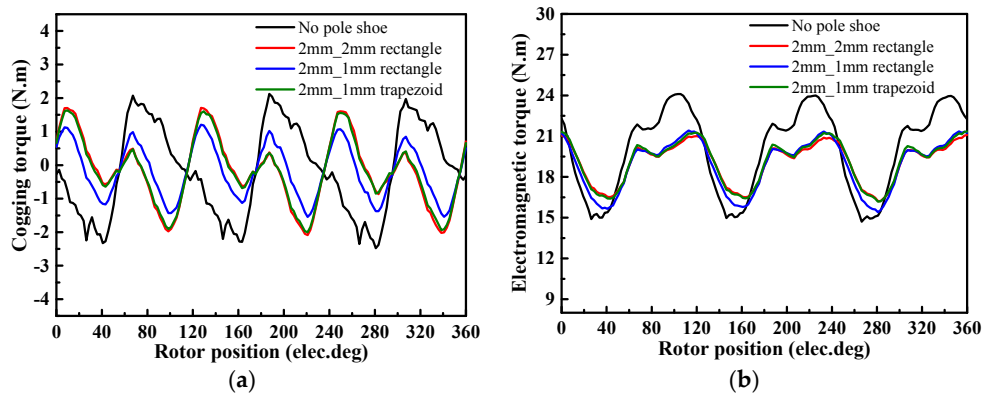 Cogging torque (N.m)
4
3
2
1
0
-1
-2
-3
-4
No pole shoe
2mm_2mm rectangle
2mm_1mm rectangle
2mm_1mm trapezoid
0 40 80 120 160 200 240 280 320 360
Rotor position (elec.deg)
(a)
Electromagnetic torque (N.m)
30
27
24
21
18
15
12
9
No pole shoe
2mm_2mm rectangle
2mm_1mm rectangle
2mm_1mm trapezoid
0 40 80 120 160 200 240 280 320 360
Rotor position (elec.deg)
(b)